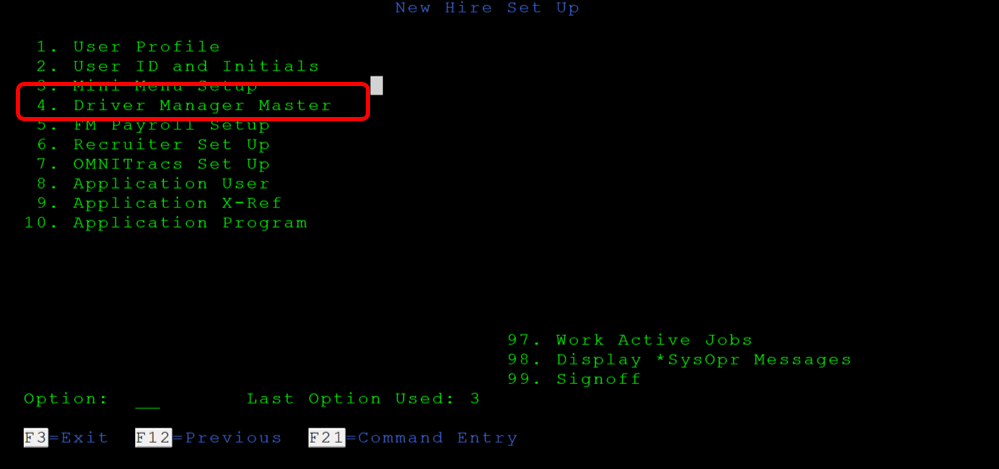 New Hire Set Up
1. User Profile
2. User ID and Initials
3. Mini Menu Setup
4. Driver Manager Master
5. FM Payroll Setup
6. Recruiter Set Up
7. OMNITracs Set Up
8. Application User
9. Application X-Ref
10. Application Program
97. Work Active Jobs
98. Display *SysOpr Messages
99. Signoff
Option: __ Last Option Used: 3
F3=Exit F12=Previous F21=Command Entry